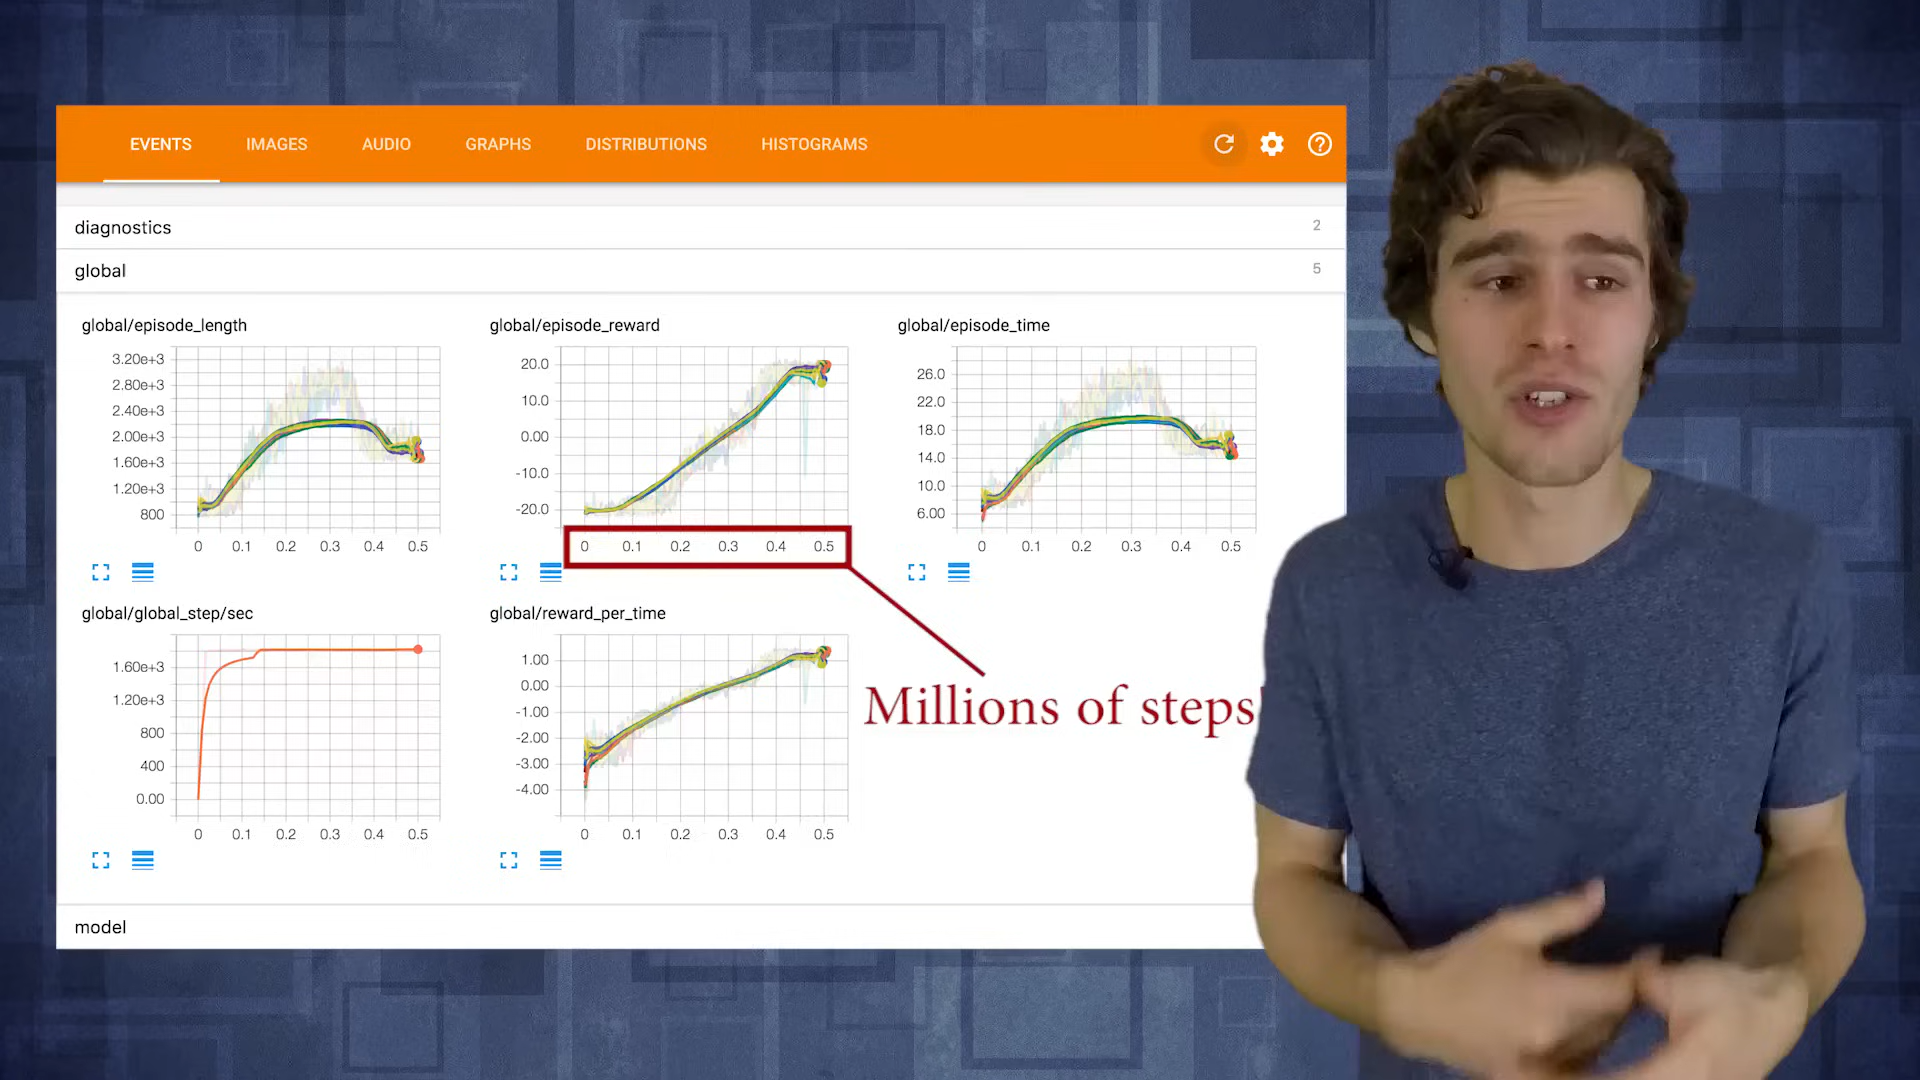 EVENTS IMAGES AUDIO GRAPHS DISTRIBUTIONS HISTOGRAMS
diagnostics 2
global 5
global/episode_length
3.20e+3
2.80e+3
2.40e+3
2.00e+3
1.60e+3
1.20e+3
800
0 0.1 0.2 0.3 0.4 0.5
global/episode_reward
20.0
10.0
0.00
-10.0
-20.0
0 0.1 0.2 0.3 0.4 0.5
global/episode_time
26.0
22.0
18.0
14.0
10.0
6.00
0 0.1 0.2 0.3 0.4 0.5
global/global_step/sec
1.60e+3
1.20e+3
800
400
0.00
0 0.1 0.2 0.3 0.4 0.5
global/reward_per_time
1.00
0.00
-1.00
-2.00
-3.00
-4.00
0 0.1 0.2 0.3 0.4 0.5
Millions of steps
model